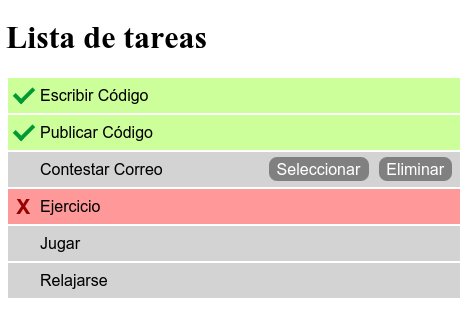 Lista de tareas
Escribir Código
Publicar Código
Contestar Correo Seleccionar Eliminar
X Ejercicio
Jugar
Relajarse